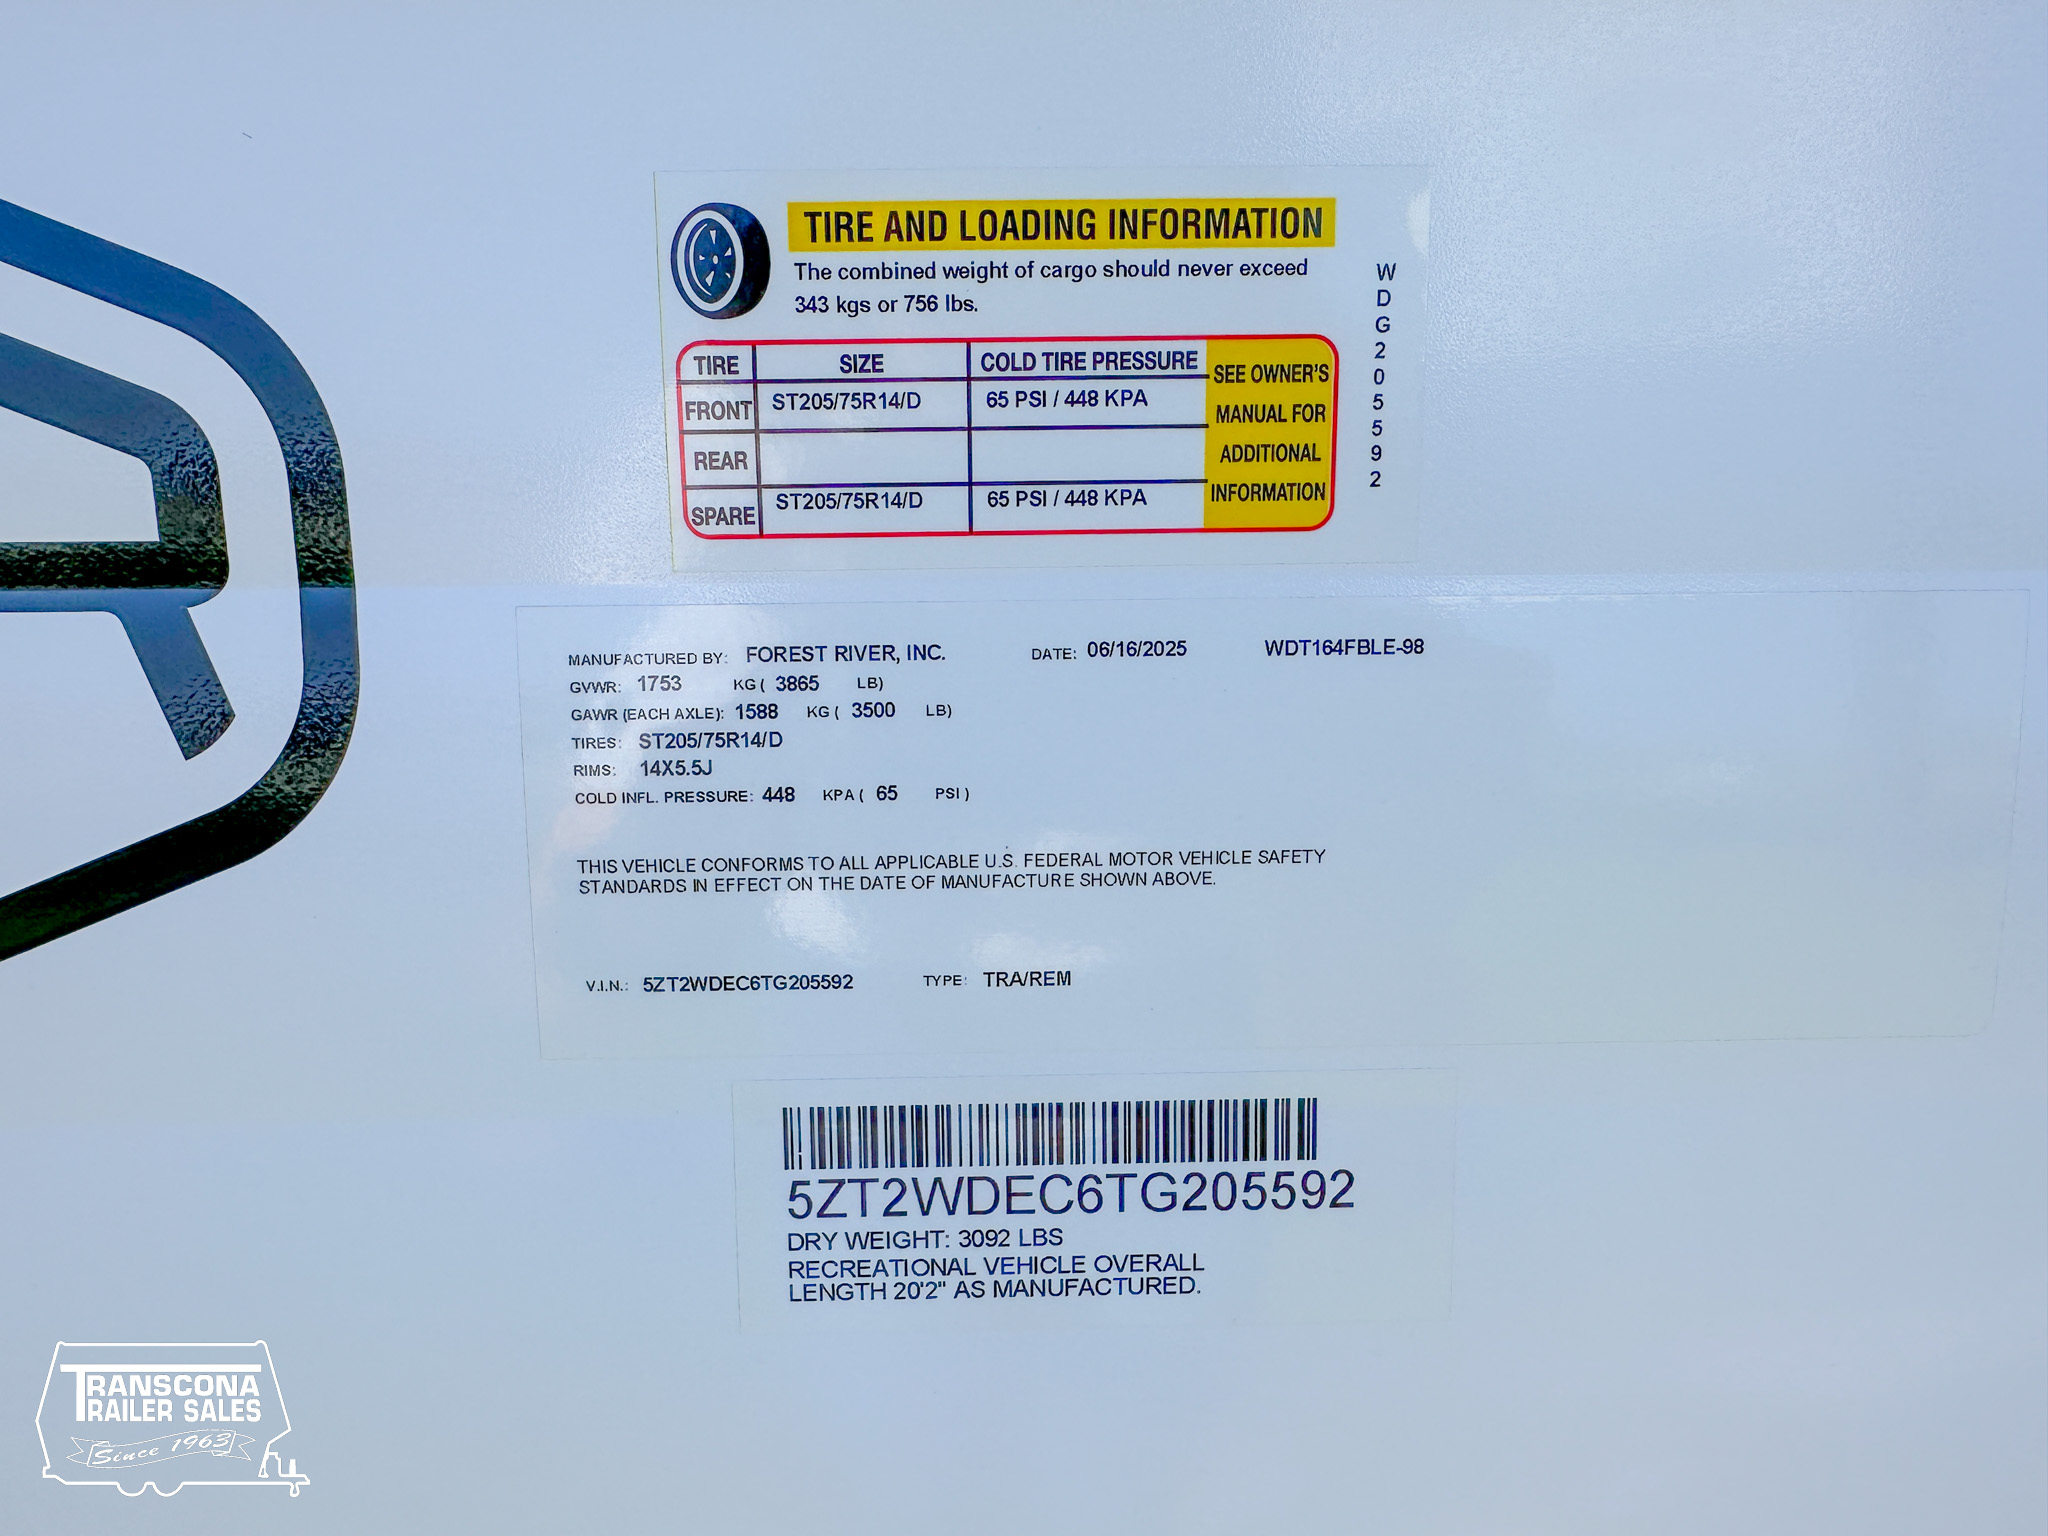 TIRE AND LOADING INFORMATION
The combined weight of cargo should never exceed
343 kgs or 756 lbs.
TIRE SIZE COLD TIRE PRESSURE
FRONT ST205/75R14/D 65 PSI / 448 KPA
REAR
SPARE ST205/75R14/D 65 PSI / 448 KPA
SEE OWNER'S
MANUAL FOR
ADDITIONAL
INFORMATION
WDG205592
MANUFACTURED BY: FOREST RIVER, INC. DATE: 06/16/2025 WDT164FBLE-98
GVWR: 1753 KG ( 3865 LB)
GAWR (EACH AXLE): 1588 KG ( 3500 LB)
TIRES: ST205/75R14/D
RIMS: 14X5.5J
COLD INFL. PRESSURE: 448 KPA ( 65 PSI )
THIS VEHICLE CONFORMS TO ALL APPLICABLE U.S. FEDERAL MOTOR VEHICLE SAFETY
STANDARDS IN EFFECT ON THE DATE OF MANUFACTURE SHOWN ABOVE.
V.I.N.: 5ZT2WDEC6TG205592 TYPE: TRA/REM
5ZT2WDEC6TG205592
DRY WEIGHT: 3092 LBS
RECREATIONAL VEHICLE OVERALL
LENGTH 20'2" AS MANUFACTURED.
TRANSCONA
TRAILER SALES
Since 1963